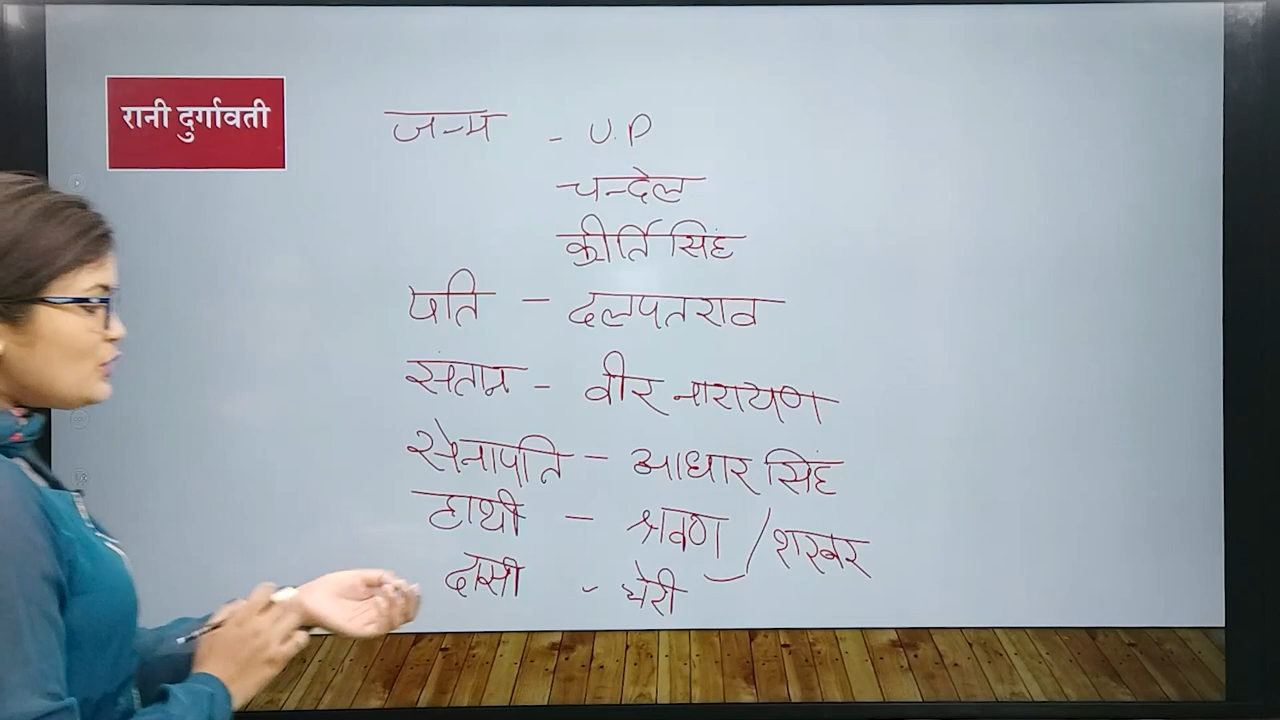 रानी दुर्गावती
जन्म - U.P
चन्देल
कीर्ति सिंह
पति - दलपतराव
संतान - वीर नारायण
सेनापति - आधार सिंह
हाथी - श्रवण /शरवर
दासी - घेरी